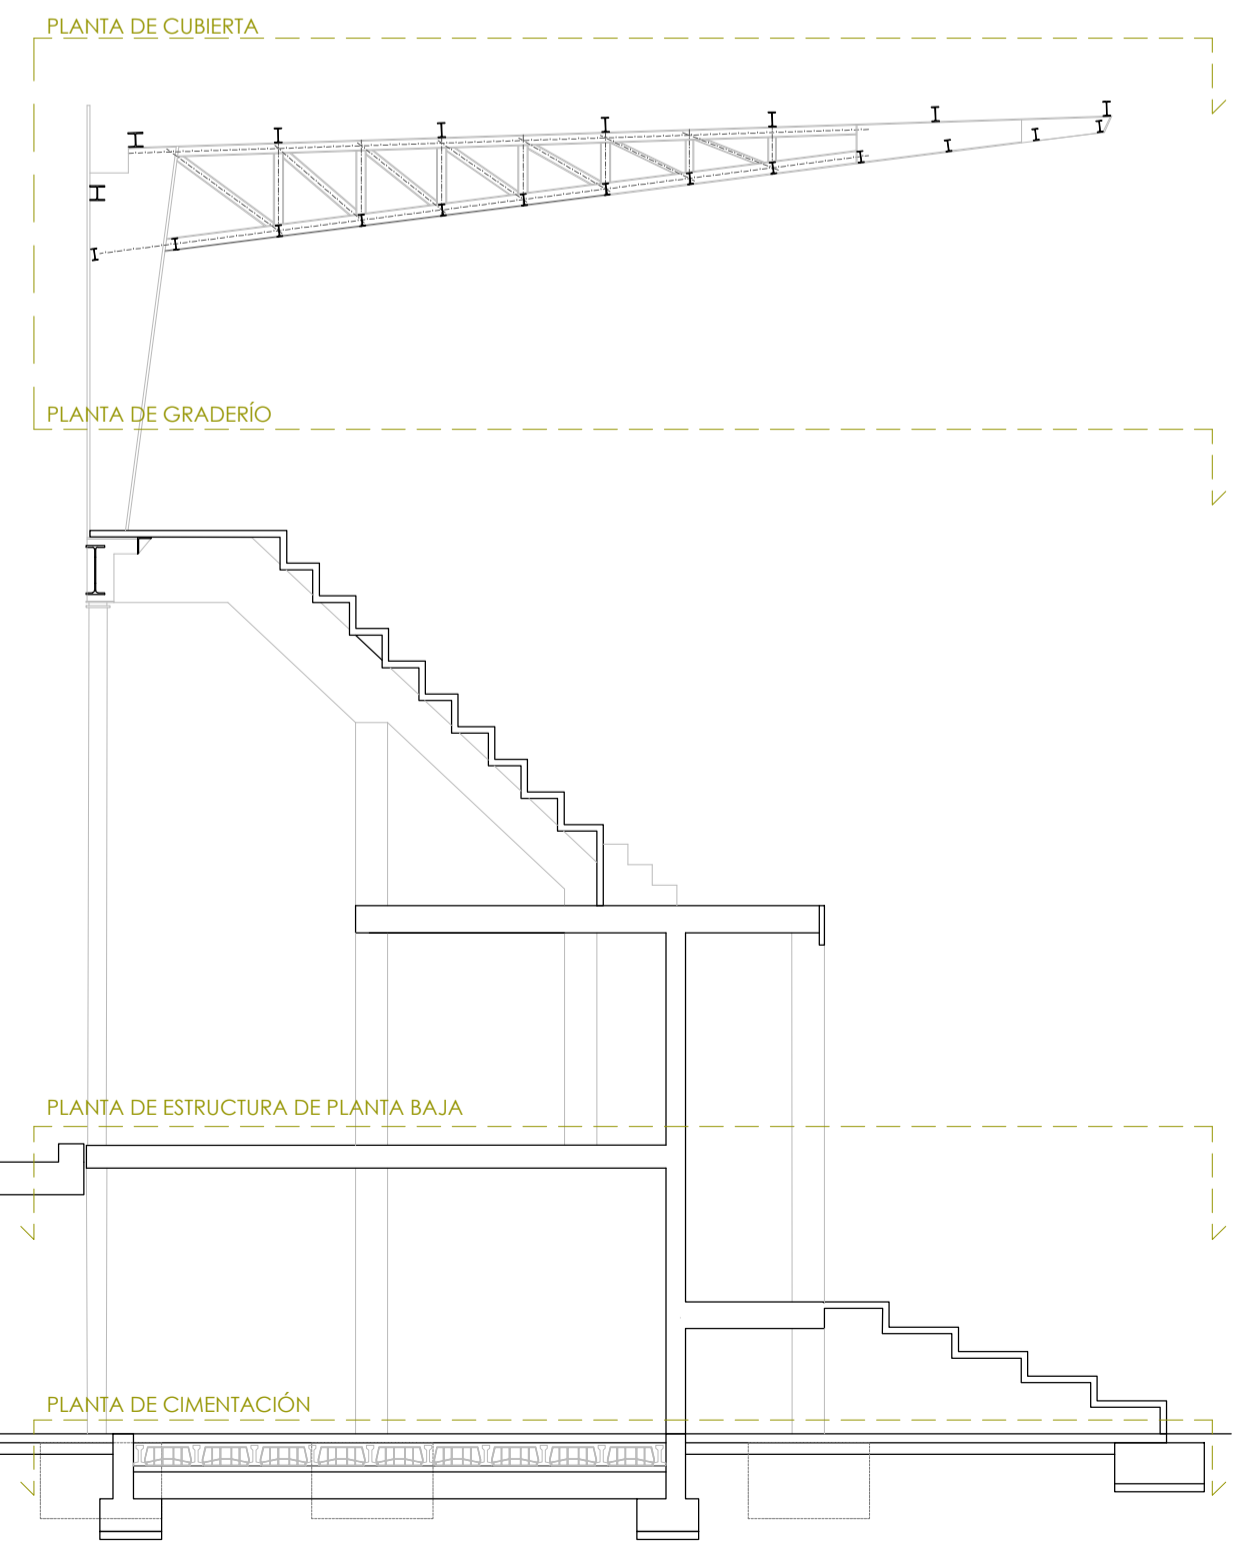 PLANTA DE CUBIERTA
PLANTA DE GRADERÍO
PLANTA DE ESTRUCTURA DE PLANTA BAJA
PLANTA DE CIMENTACIÓN